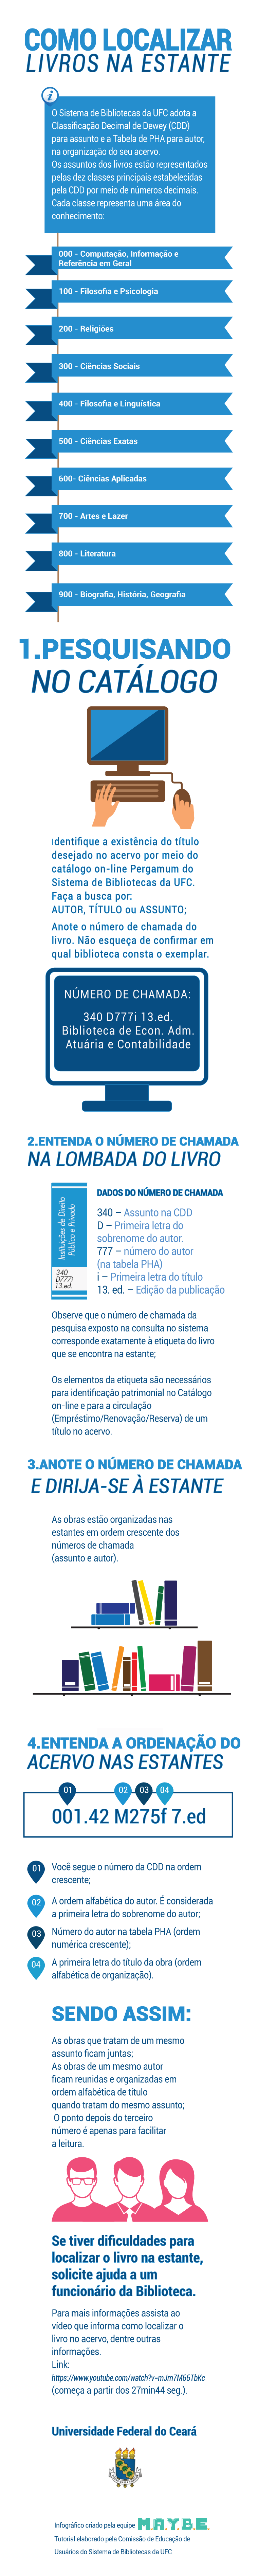 COMO LOCALIZAR
LIVROS NA ESTANTE
i
O Sistema de Bibliotecas da UFC adota a
Classificação Decimal de Dewey (CDD)
para assunto e a Tabela de PHA para autor,
na organização do seu acervo.
Os assuntos dos livros estão representados
pelas dez classes principais estabelecidas
pela CDD por meio de números decimais.
Cada classe representa uma área do
conhecimento:
000 - Computação, Informação e
Referência em Geral
100 - Filosofia e Psicologia
200 - Religiões
300 - Ciências Sociais
400 - Filosofia e Linguística
500 - Ciências Exatas
600- Ciências Aplicadas
700 - Artes e Lazer
800 - Literatura
900 - Biografia, História, Geografia
1.PESQUISANDO
NO CATÁLOGO
Identifique a existência do título
desejado no acervo por meio do
catálogo on-line Pergamum do
Sistema de Bibliotecas da UFC.
Faça a busca por:
AUTOR, TÍTULO ou ASSUNTO;
Anote o número de chamada do
livro. Não esqueça de confirmar em
qual biblioteca consta o exemplar.
NÚMERO DE CHAMADA:
340 D777i 13.ed.
Biblioteca de Econ. Adm.
Atuária e Contabilidade
2.ENTENDA O NÚMERO DE CHAMADA
NA LOMBADA DO LIVRO
Instituições de Direito
Público e Privado
340
D777i
13.ed.
DADOS DO NÚMERO DE CHAMADA
340 – Assunto na CDD
D – Primeira letra do
sobrenome do autor.
777 – número do autor
(na tabela PHA)
i – Primeira letra do título
13. ed. – Edição da publicação
Observe que o número de chamada da
pesquisa exposto na consulta no sistema
corresponde exatamente à etiqueta do livro
que se encontra na estante;
Os elementos da etiqueta são necessários
para identificação patrimonial no Catálogo
on-line e para a circulação
(Empréstimo/Renovação/Reserva) de um
título no acervo.
3.ANOTE O NÚMERO DE CHAMADA
E DIRIJA-SE À ESTANTE
As obras estão organizadas nas
estantes em ordem crescente dos
números de chamada
(assunto e autor).
4.ENTENDA A ORDENAÇÃO DO
ACERVO NAS ESTANTES
01 02 03 04
001.42 M275f 7.ed
01 Você segue o número da CDD na ordem
crescente;
02 A ordem alfabética do autor. É considerada
a primeira letra do sobrenome do autor;
03 Número do autor na tabela PHA (ordem
numérica crescente);
04 A primeira letra do título da obra (ordem
alfabética de organização).
SENDO ASSIM:
As obras que tratam de um mesmo
assunto ficam juntas;
As obras de um mesmo autor
ficam reunidas e organizadas em
ordem alfabética de título
quando tratam do mesmo assunto;
O ponto depois do terceiro
número é apenas para facilitar
a leitura.
Se tiver dificuldades para
localizar o livro na estante,
solicite ajuda a um
funcionário da Biblioteca.
Para mais informações assista ao
vídeo que informa como localizar o
livro no acervo, dentre outras
informações.
Link:
https://www.youtube.com/watch?v=mJm7M66TbKc
(começa a partir dos 27min44 seg.).
Universidade Federal do Ceará
Infográfico criado pela equipe M.A.Y.B.E.
Tutorial elaborado pela Comissão de Educação de
Usuários do Sistema de Bibliotecas da UFC